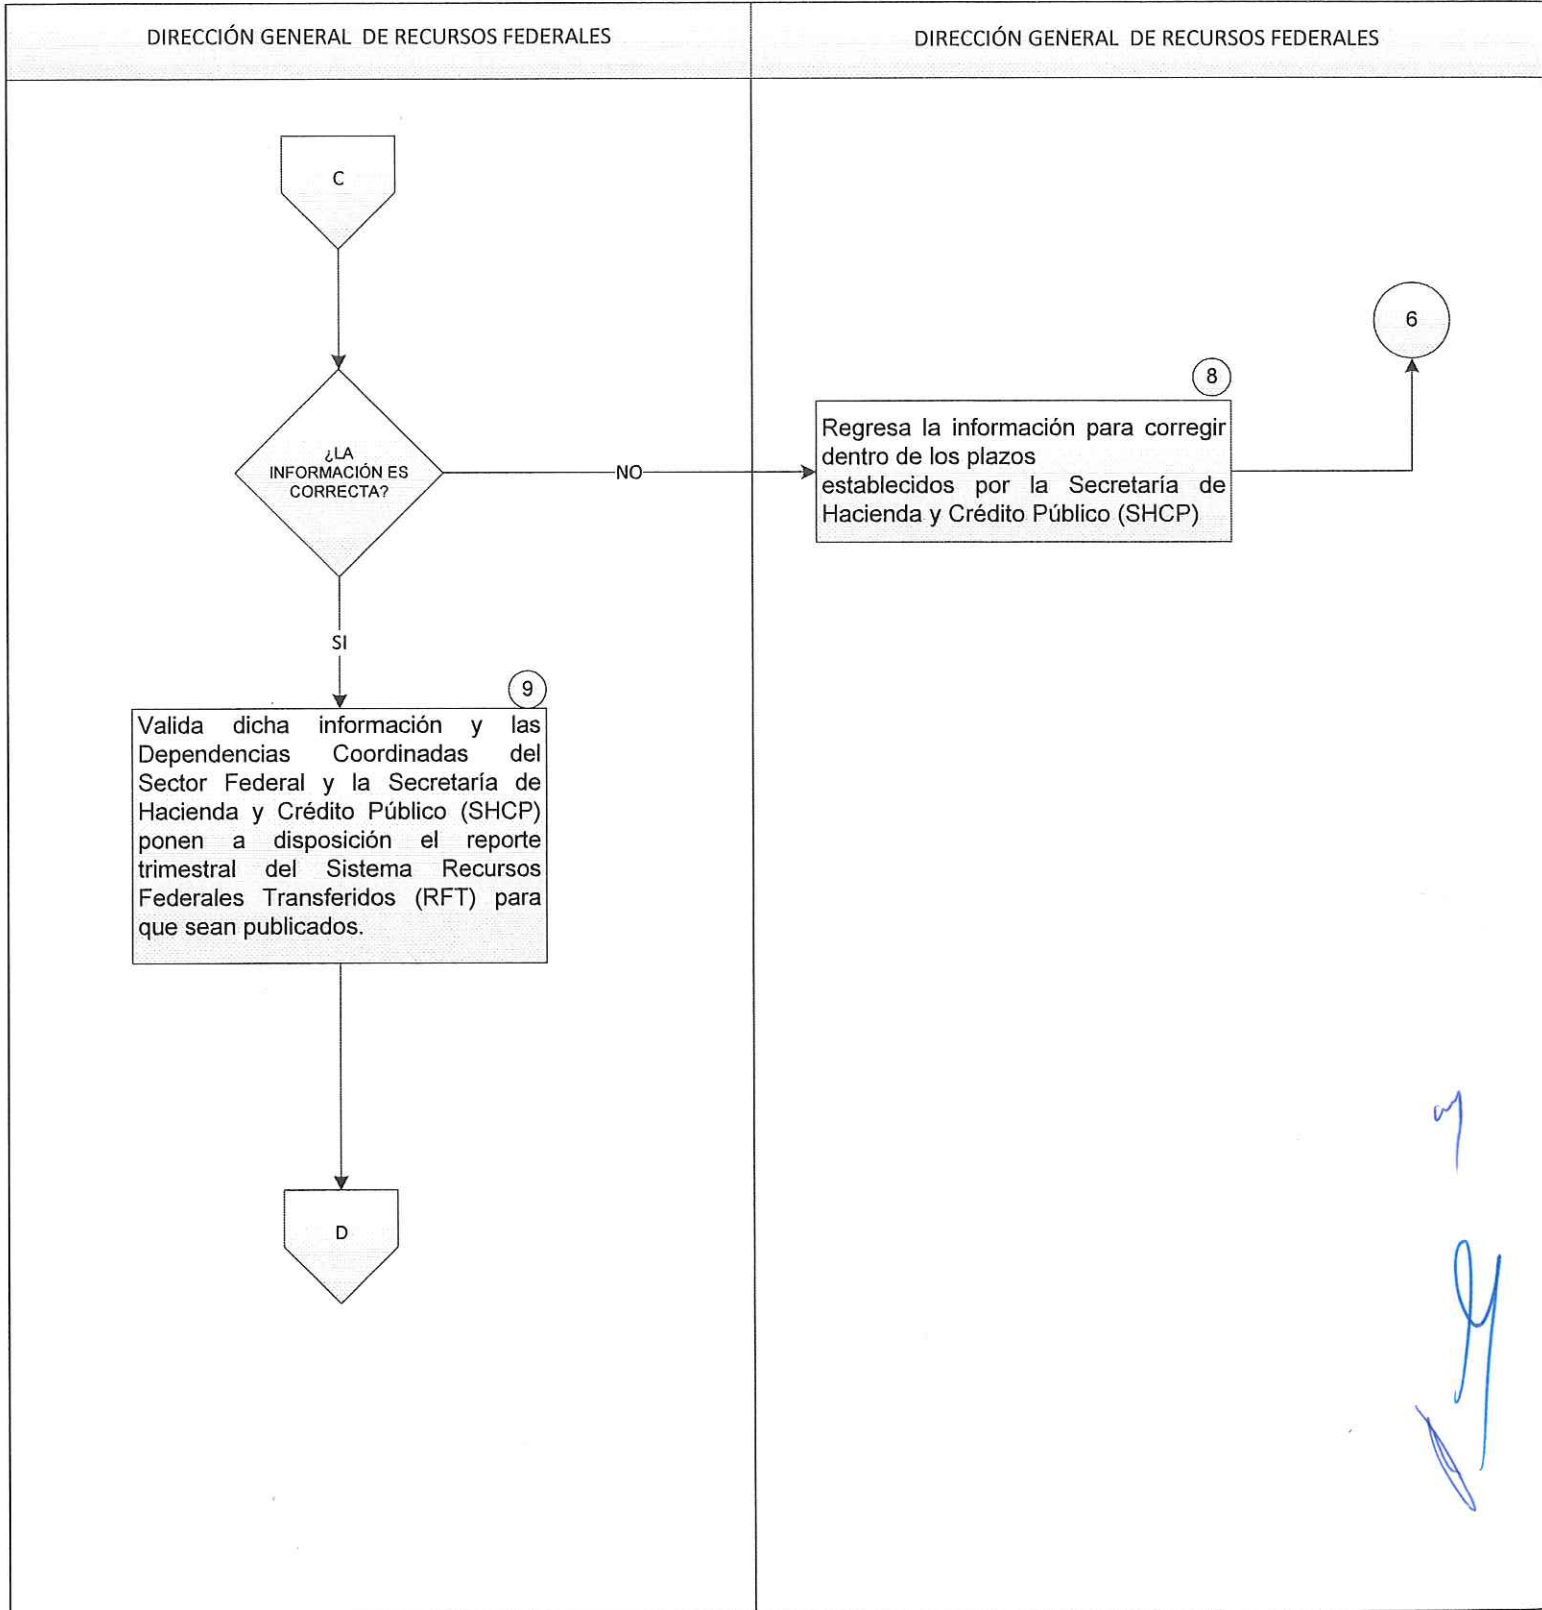 DIRECCIÓN GENERAL DE RECURSOS FEDERALES
DIRECCIÓN GENERAL DE RECURSOS FEDERALES
C
6
8
¿LA
INFORMACIÓN ES
CORRECTA?
NO
Regresa la información para corregir
dentro de los plazos
establecidos por la Secretaría de
Hacienda y Crédito Público (SHCP)
SI
9
Valida dicha información y las
Dependencias Coordinadas del
Sector Federal y la Secretaría de
Hacienda y Crédito Público (SHCP)
ponen a disposición el reporte
trimestral del Sistema Recursos
Federales Transferidos (RFT) para
que sean publicados.
D